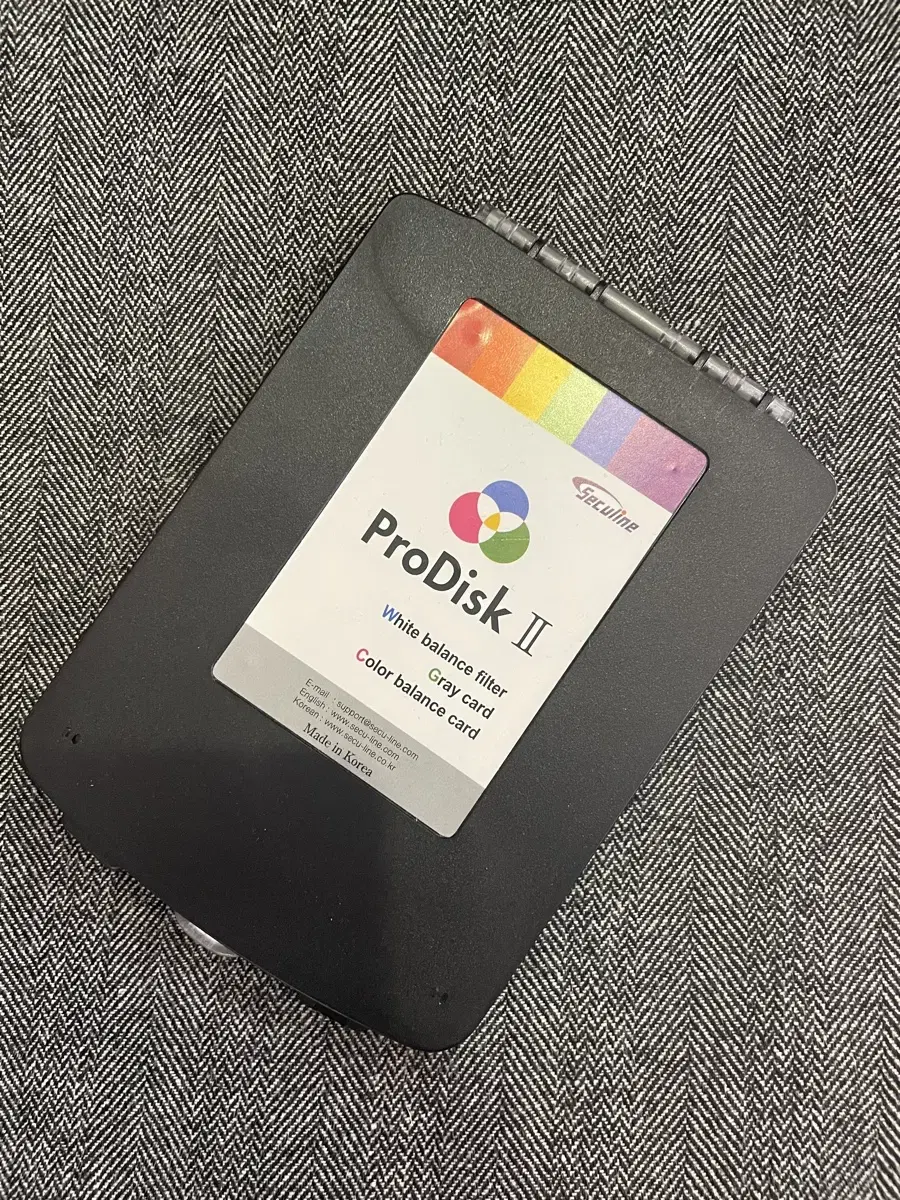 Seculine
ProDisk II
White balance filter
Gray card
Color balance card
E-mail : support@secu-line.com
English : www.secu-line.com
Korean : www.secu-line.co.kr
Made in Korea